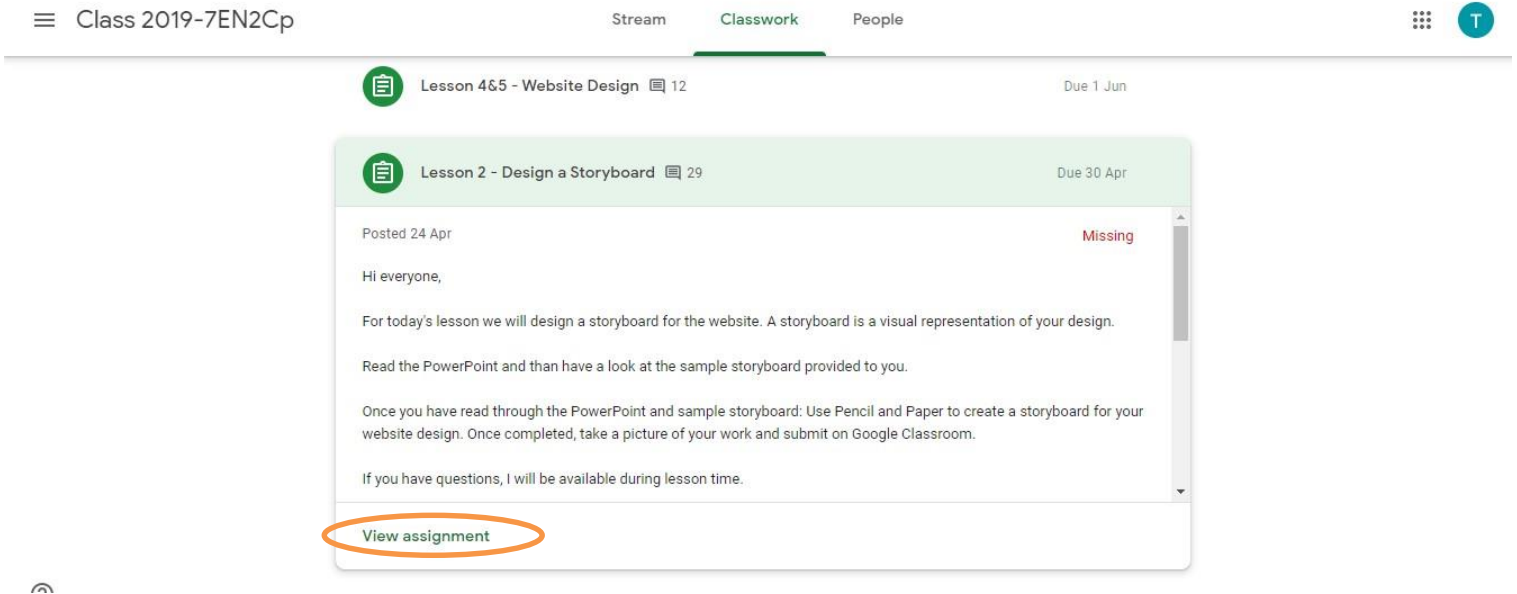 Class 2019-7EN2Cp
Stream
Classwork
People
T
Lesson 4&5 - Website Design 12
Due 1 Jun
Lesson 2 - Design a Storyboard 29
Due 30 Apr
Posted 24 Apr
Missing
Hi everyone,
For today's lesson we will design a storyboard for the website. A storyboard is a visual representation of your design.
Read the PowerPoint and than have a look at the sample storyboard provided to you.
Once you have read through the PowerPoint and sample storyboard: Use Pencil and Paper to create a storyboard for your
website design. Once completed, take a picture of your work and submit on Google Classroom.
If you have questions, I will be available during lesson time.
View assignment